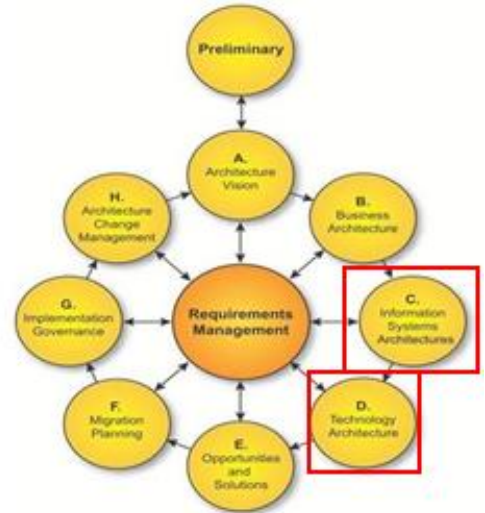 Preliminary
A.
Architecture
Vision
H.
Architecture
Change
Management
B.
Business
Architecture
G.
Implementation
Governance
Requirements
Management
C.
Information
Systems
Architectures
F.
Migration
Planning
D.
Technology
Architecture
E.
Opportunities
and
Solutions